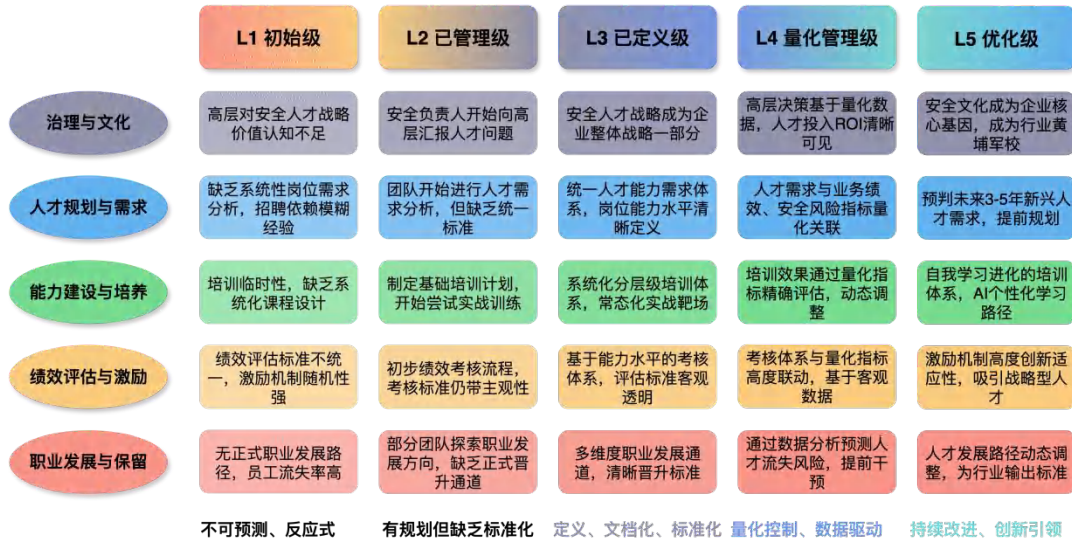 L1 初始级
L2 已管理级
L3 已定义级
L4 量化管理级
L5 优化级
治理与文化
高层对安全人才战略
价值认知不足
安全负责人开始向高
层汇报人才问题
安全人才战略成为企
业整体战略一部分
高层决策基于量化数
据，人才投入ROI清晰
可见
安全文化成为企业核
心基因，成为行业黄
埔军校
人才规划与需求
缺乏系统性岗位需求
分析，招聘依赖模糊
经验
团队开始进行人才需
求分析，但缺乏统一
标准
统一人才能力需求体
系，岗位能力水平清
晰定义
人才需求与业务绩
效、安全风险指标量
化关联
预判未来3-5年新兴人
才需求，提前规划
能力建设与培养
培训临时性，缺乏系
统化课程设计
制定基础培训计划，
开始尝试实战训练
系统化分层级培训体
系，常态化实战靶场
培训效果通过量化指
标精确评估，动态调
整
自我学习进化的培训
体系，AI个性化学习
路径
绩效评估与激励
绩效评估标准不统
一，激励机制随机性
强
初步绩效考核流程，
考核标准仍带主观性
基于能力水平的考核
体系，评估标准客观
透明
考核体系与量化指标
高度联动，基于客观
数据
激励机制高度创新适
应性，吸引战略型人
才
职业发展与保留
无正式职业发展路
径，员工流失率高
部分团队探索职业发
展方向，缺乏正式晋
升通道
多维度职业发展通
道，清晰晋升标准
通过数据分析预测人
才流失风险，提前干
预
人才发展路径动态调
整，为行业输出标准
不可预测、反应式
有规划但缺乏标准化
定义、文档化、标准化
量化控制、数据驱动
持续改进、创新引领